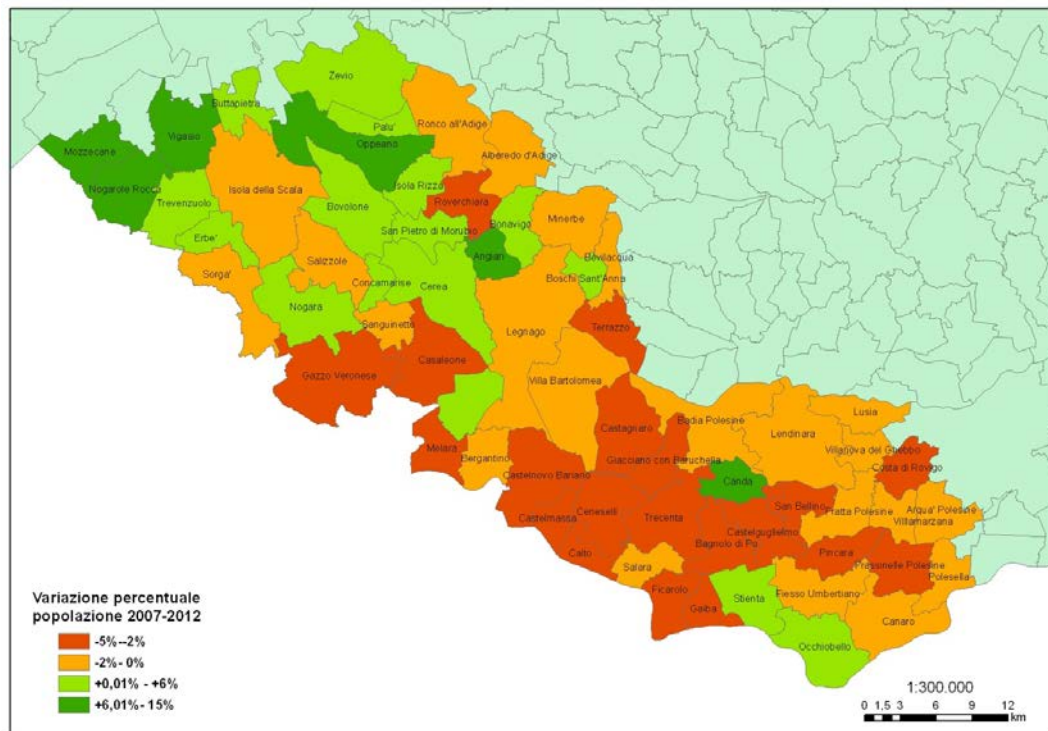 Zevio
Buttapietra
Vigasio
Palu'
Ronco all'Adige
Mozzecane
Oppeano
Alberedo d'Adige
Isola Rizza
Nogarole Rocca
Isola della Scala
Roverchiara
Trevenzuolo
Bovolone
Minerbe
Bonavigo
San Pietro di Morubio
Erbe'
Angiari
Bevilacqua
Salizzole
Boschi Sant'Anna
Sorga'
Concamarise
Cerea
Nogara
Sanguinetto
Legnago
Terrazzo
Casaleone
Gazzo Veronese
Villa Bartolomea
Lusia
Badia Polesine
Castagnaro
Lendinara
Melara
Villanova del Ghebbo
Bergantino
Giacciano con Baruchella
Costa di Rovigo
Castelnovo Bariano
Canda
San Bellino
Arqua' Polesine
Ceneselli
Fratta Polesine
Castelmassa
Trecenta
Villamarzana
Castelguglielmo
Bagnolo di Po
Calto
Pincara
Frassinelle Polesine
Salara
Polesella
Ficarolo
Fiesso Umbertiano
Stienta
Gaiba
Canaro
Occhiobello
Variazione percentuale
popolazione 2007-2012
-5%--2%
-2%- 0%
+0,01% - +6%
+6,01%- 15%
1:300.000
0 1,5 3 6 9 12
km